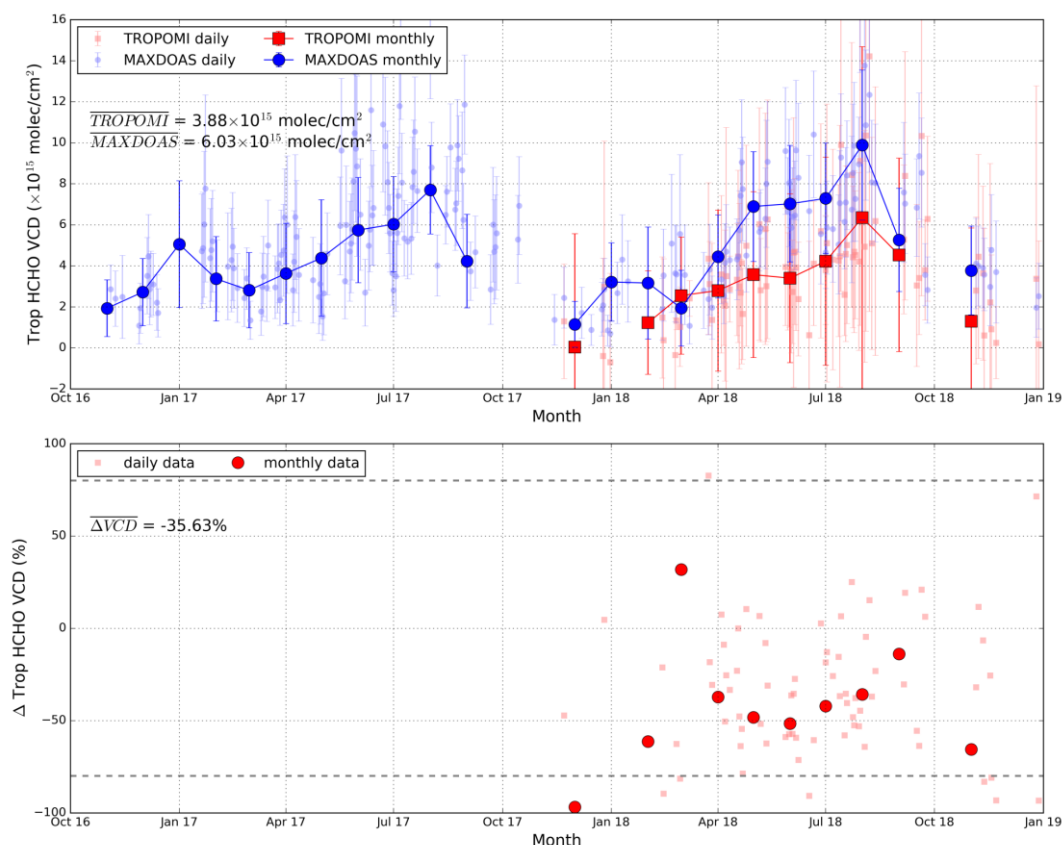 Trop HCHO VCD (×10¹⁵ molec/cm²)
16
14
12
10
8
6
4
2
0
−2
TROPOMI daily
TROPOMI monthly
MAXDOAS daily
MAXDOAS monthly
TROPOMI = 3.88×10¹⁵ molec/cm²
MAXDOAS = 6.03×10¹⁵ molec/cm²
Oct 16 Jan 17 Apr 17 Jul 17 Oct 17 Jan 18 Apr 18 Jul 18 Oct 18 Jan 19
Month
Δ Trop HCHO VCD (%)
100
50
0
−50
−100
daily data
monthly data
ΔVCD = -35.63%
Oct 16 Jan 17 Apr 17 Jul 17 Oct 17 Jan 18 Apr 18 Jul 18 Oct 18 Jan 19
Month